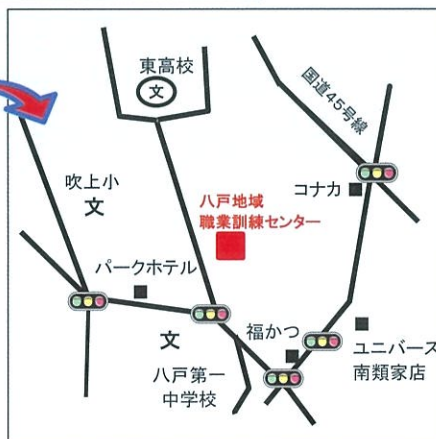 東高校
文
国道45号線
吹上小
文
コナカ
八戸地域
職業訓練センター
パークホテル
文
福かつ
ユニバース
南類家店
八戸第一
中学校